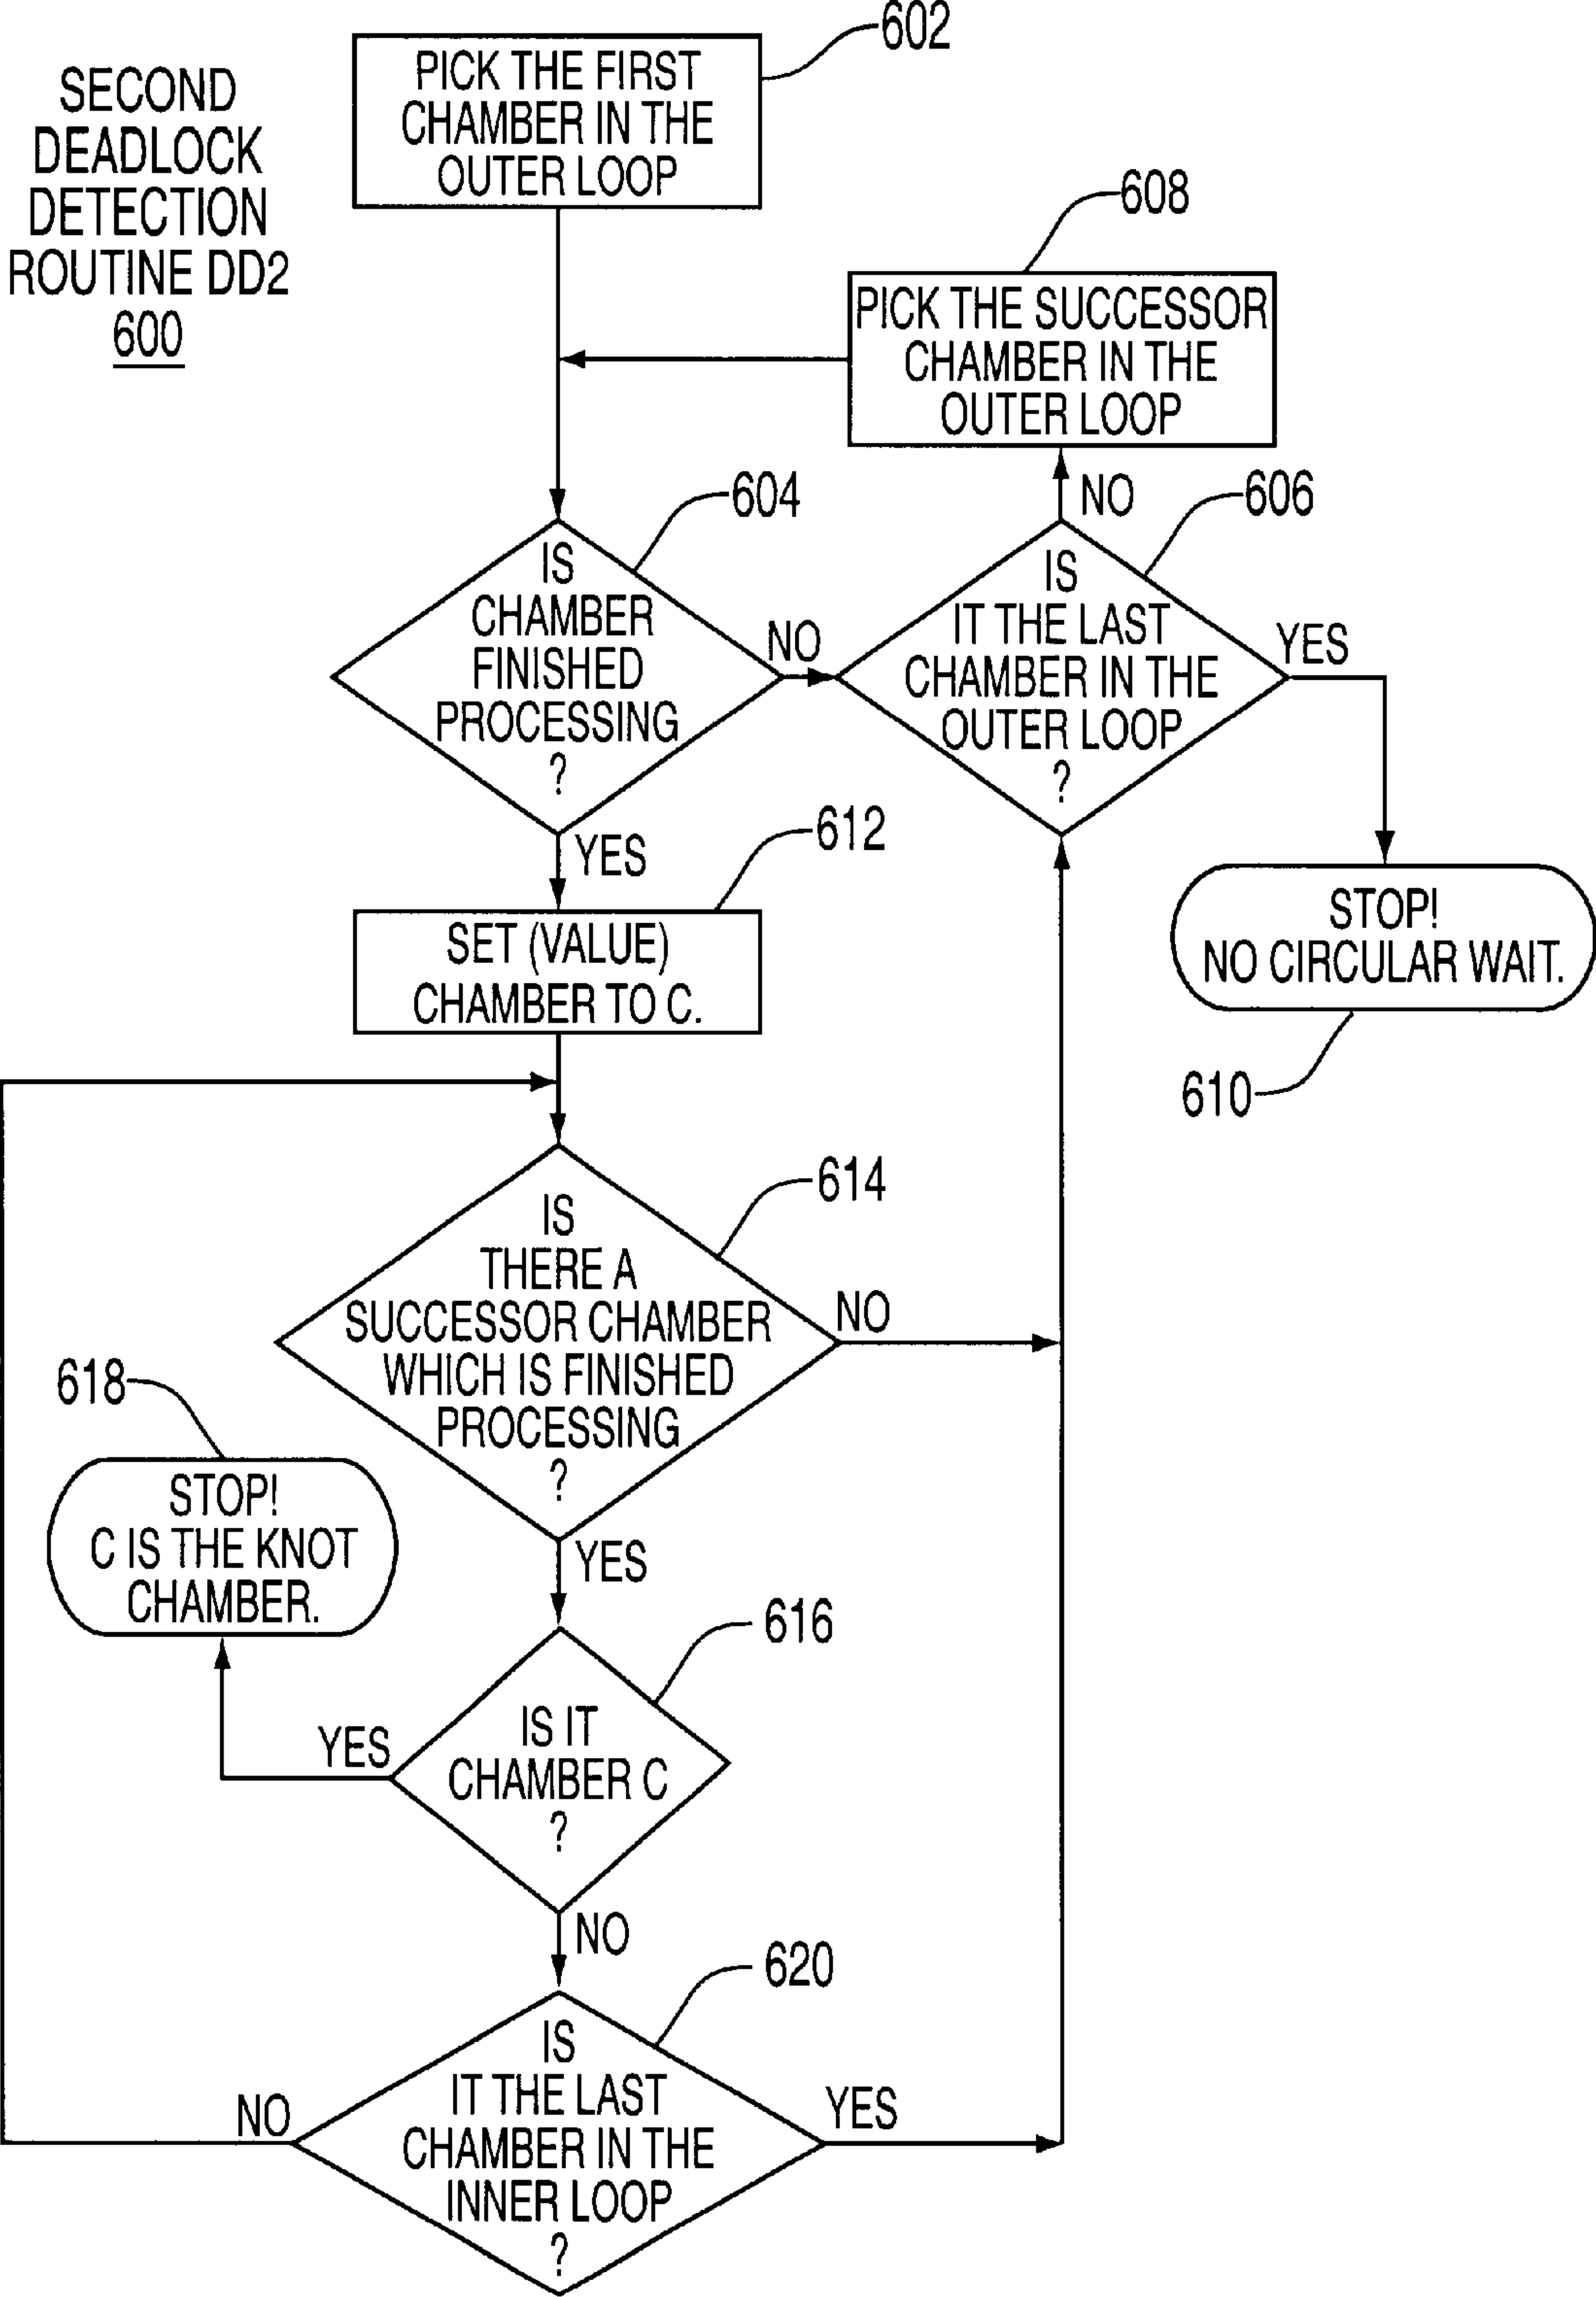 SECOND
DEADLOCK
DETECTION
ROUTINE DD2
600
602
PICK THE FIRST
CHAMBER IN THE
OUTER LOOP
608
PICK THE SUCCESSOR
CHAMBER IN THE
OUTER LOOP
NO
604
IS
CHAMBER
FINISHED
PROCESSING
?
NO
606
IS
IT THE LAST
CHAMBER IN THE
OUTER LOOP
?
YES
YES
612
SET (VALUE)
CHAMBER TO C.
STOP!
NO CIRCULAR WAIT.
610
614
IS
THERE A
SUCCESSOR CHAMBER
WHICH IS FINISHED
PROCESSING
?
NO
618
STOP!
C IS THE KNOT
CHAMBER.
YES
616
IS IT
CHAMBER C
?
YES
NO
620
IS
IT THE LAST
CHAMBER IN THE
INNER LOOP
?
NO
YES